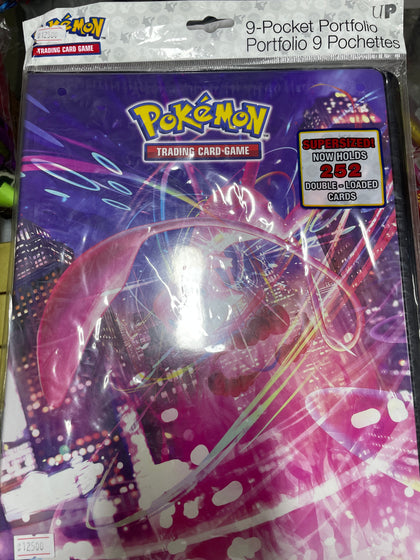 Pokémon
TRADING CARD GAME
UP
9-Pocket Portfolio
Portfolio 9 Pochettes
Pokémon
TRADING CARD GAME
SUPERSIZED!
NOW HOLDS
252
DOUBLE-LOADED
CARDS
₡12500